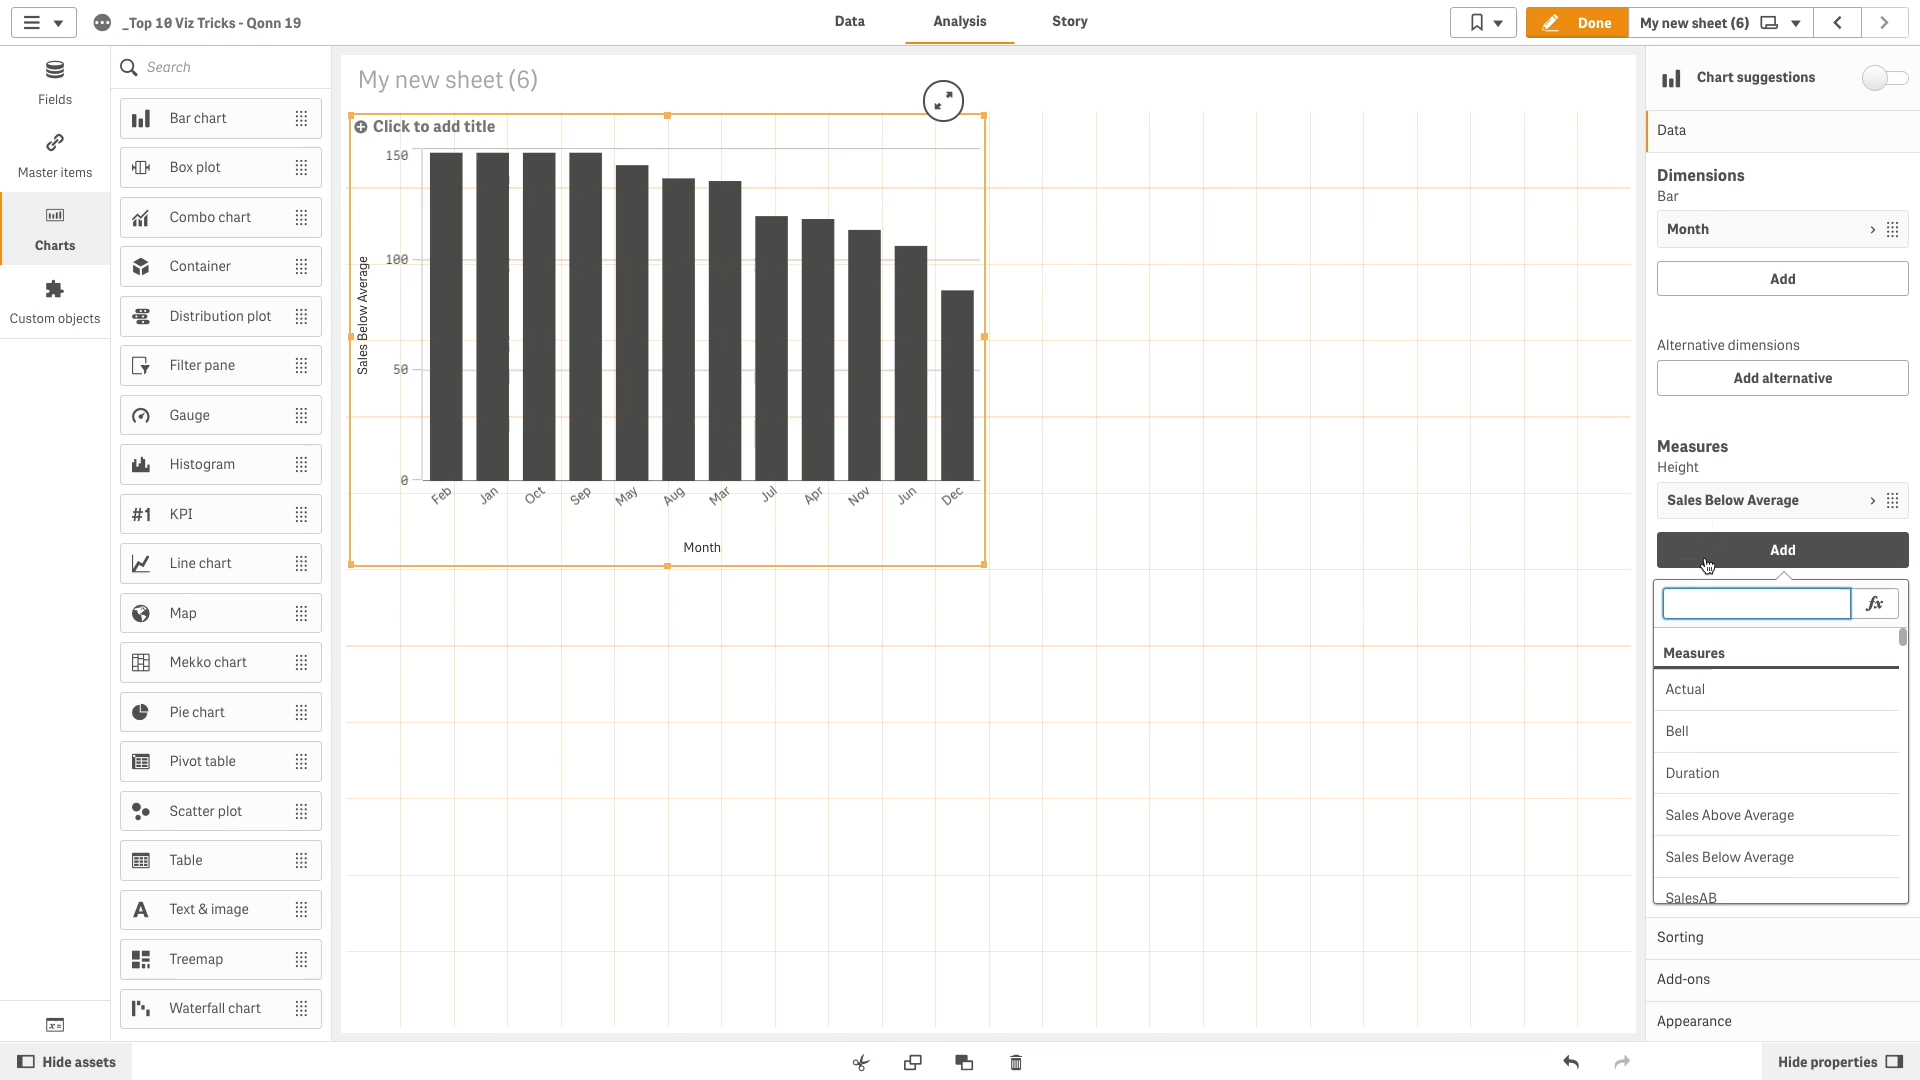 _Top 10 Viz Tricks - Qonn 19
Data
Analysis
Story
Done
My new sheet (6)
Fields
Master items
Charts
Custom objects
Search
Bar chart
Box plot
Combo chart
Container
Distribution plot
Filter pane
Gauge
Histogram
#1 KPI
Line chart
Map
Mekko chart
Pie chart
Pivot table
Scatter plot
Table
A Text & image
Treemap
Waterfall chart
My new sheet (6)
Click to add title
150
100
50
0
Sales Below Average
Feb Jan Oct Sep May Aug Mar Jul Apr Nov Jun Dec
Month
Chart suggestions
Data
Dimensions
Bar
Month
Add
Alternative dimensions
Add alternative
Measures
Height
Sales Below Average
Add
fx
Measures
Actual
Bell
Duration
Sales Above Average
Sales Below Average
SalesAB
Sorting
Add-ons
Appearance
Hide assets
Hide properties